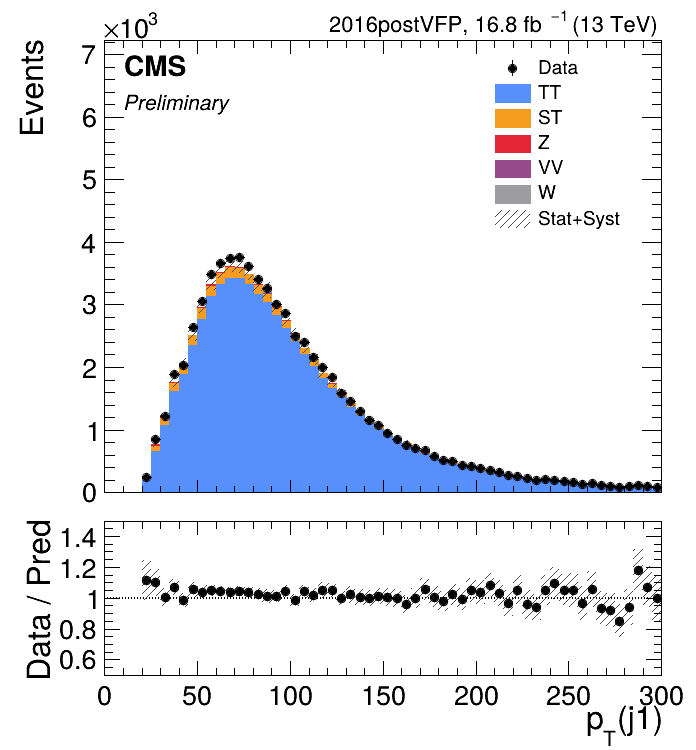 ×10³
2016postVFP, 16.8 fb ⁻¹ (13 TeV)
Events
7
6
5
4
3
2
1
0
CMS
Preliminary
Data
TT
ST
Z
VV
W
Stat+Syst
Data / Pred
1.4
1.2
1
0.8
0.6
0 50 100 150 200 250 300
p_T(j1)